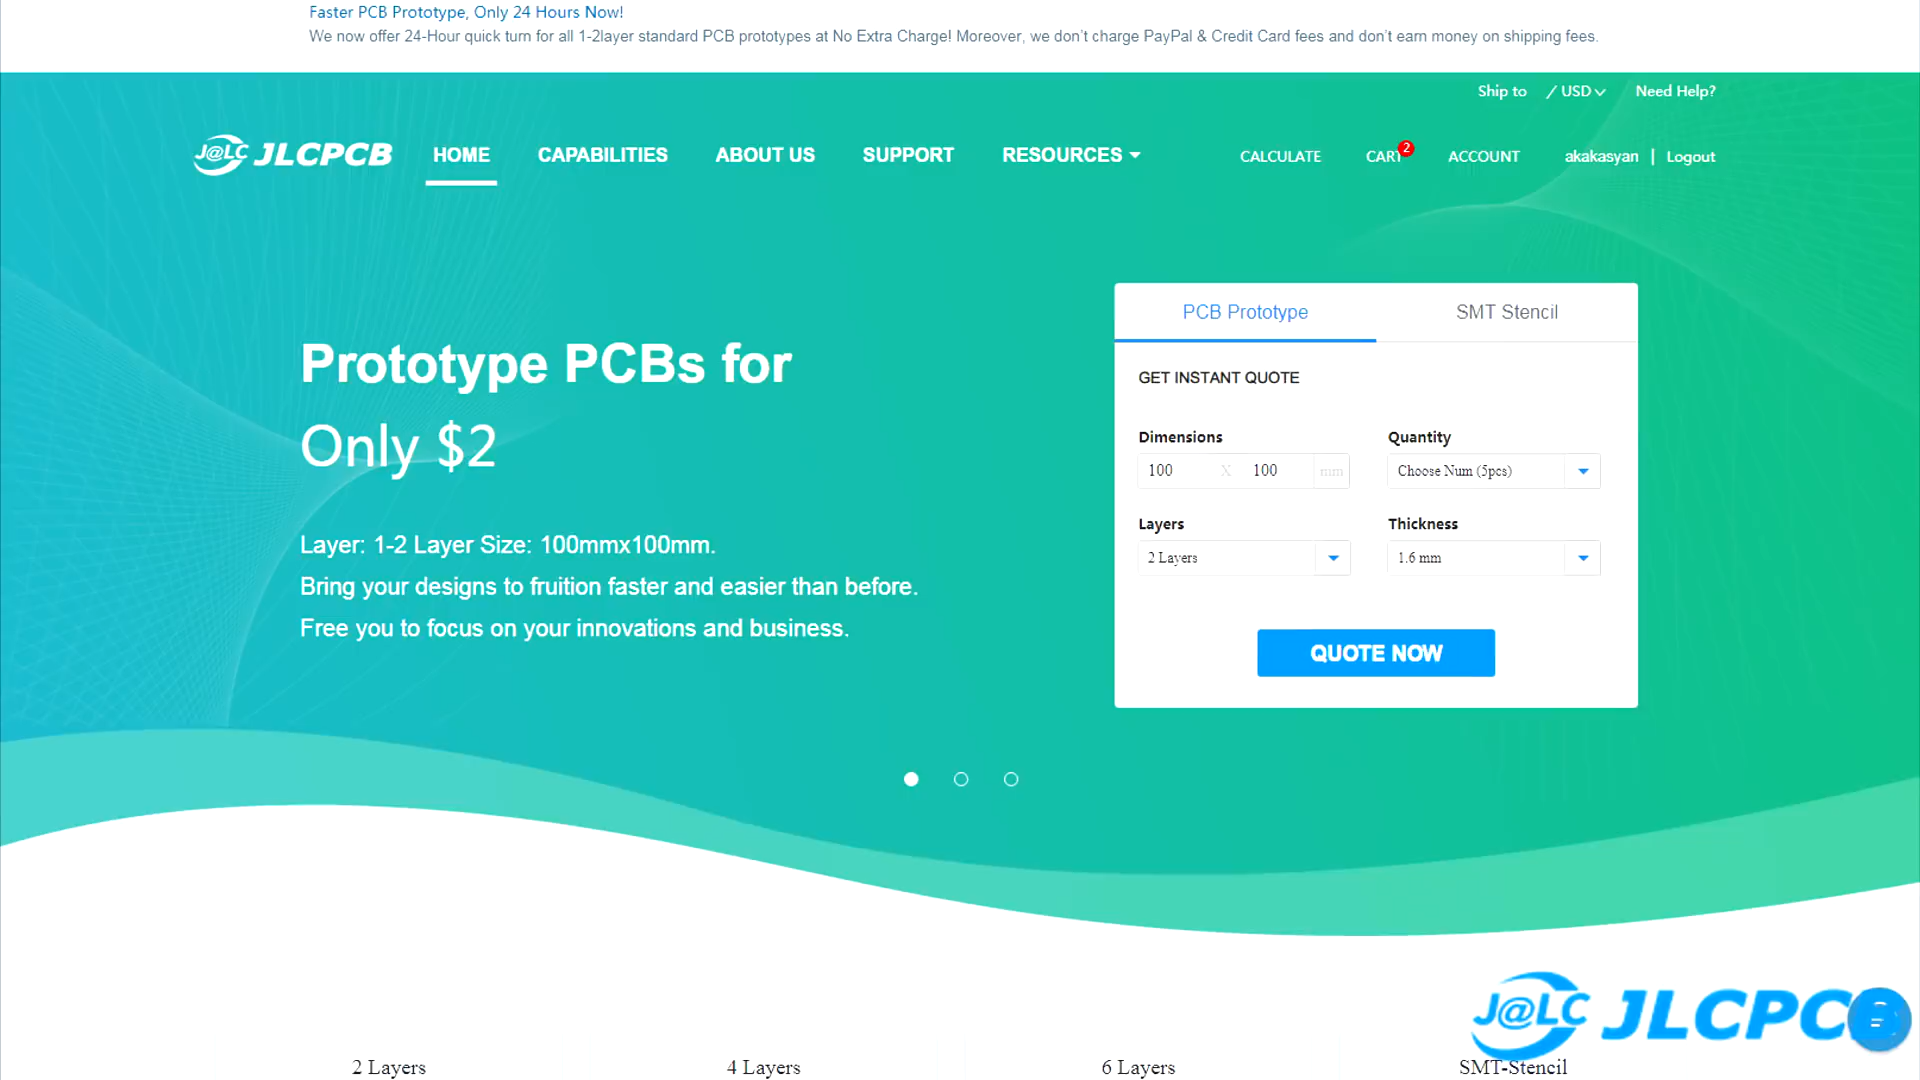 Faster PCB Prototype, Only 24 Hours Now!
We now offer 24-Hour quick turn for all 1-2layer standard PCB prototypes at No Extra Charge! Moreover, we don't charge PayPal & Credit Card fees and don't earn money on shipping fees.
Ship to / USD Need Help?
J@LC JLCPCB HOME CAPABILITIES ABOUT US SUPPORT RESOURCES CALCULATE CART 2 ACCOUNT akakasyan | Logout
PCB Prototype SMT Stencil
Prototype PCBs for
Only $2
GET INSTANT QUOTE
Dimensions Quantity
100 X 100 mm Choose Num (5pcs)
Layers Thickness
2 Layers 1.6 mm
Layer: 1-2 Layer Size: 100mmx100mm.
Bring your designs to fruition faster and easier than before.
Free you to focus on your innovations and business.
QUOTE NOW
J@LC JLCPCB
2 Layers 4 Layers 6 Layers SMT-Stencil